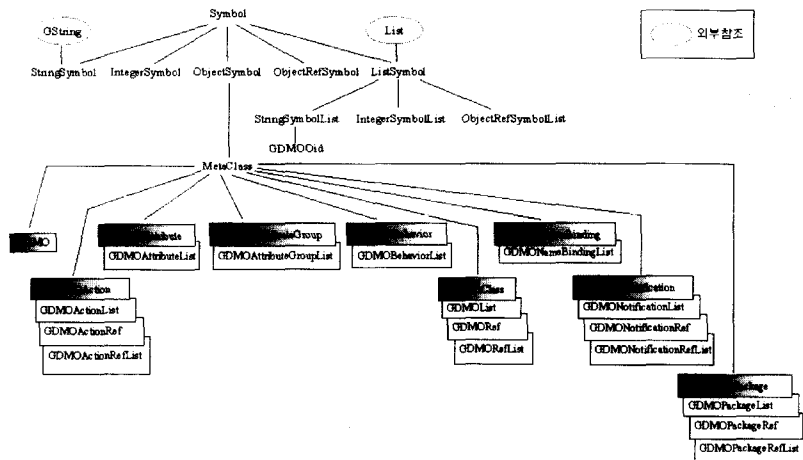 Symbol
GString
List
외부참조
StringSymbol
IntegerSymbol
ObjectSymbol
ObjectRefSymbol
ListSymbol
StringSymbolList
IntegerSymbolList
ObjectRefSymbolList
GDMOOid
MetaClass
GDMOAttributeList
GDMOAttributeGroupList
GDMOBehaviorList
GDMONameBindingList
GDMOActionList
GDMOActionRef
GDMOActionRefList
GDMOList
GDMORef
GDMORefList
GDMONotificationList
GDMONotificationRef
GDMONotificationRefList
GDMOPackageList
GDMOPackageRef
GDMOPackageRefList